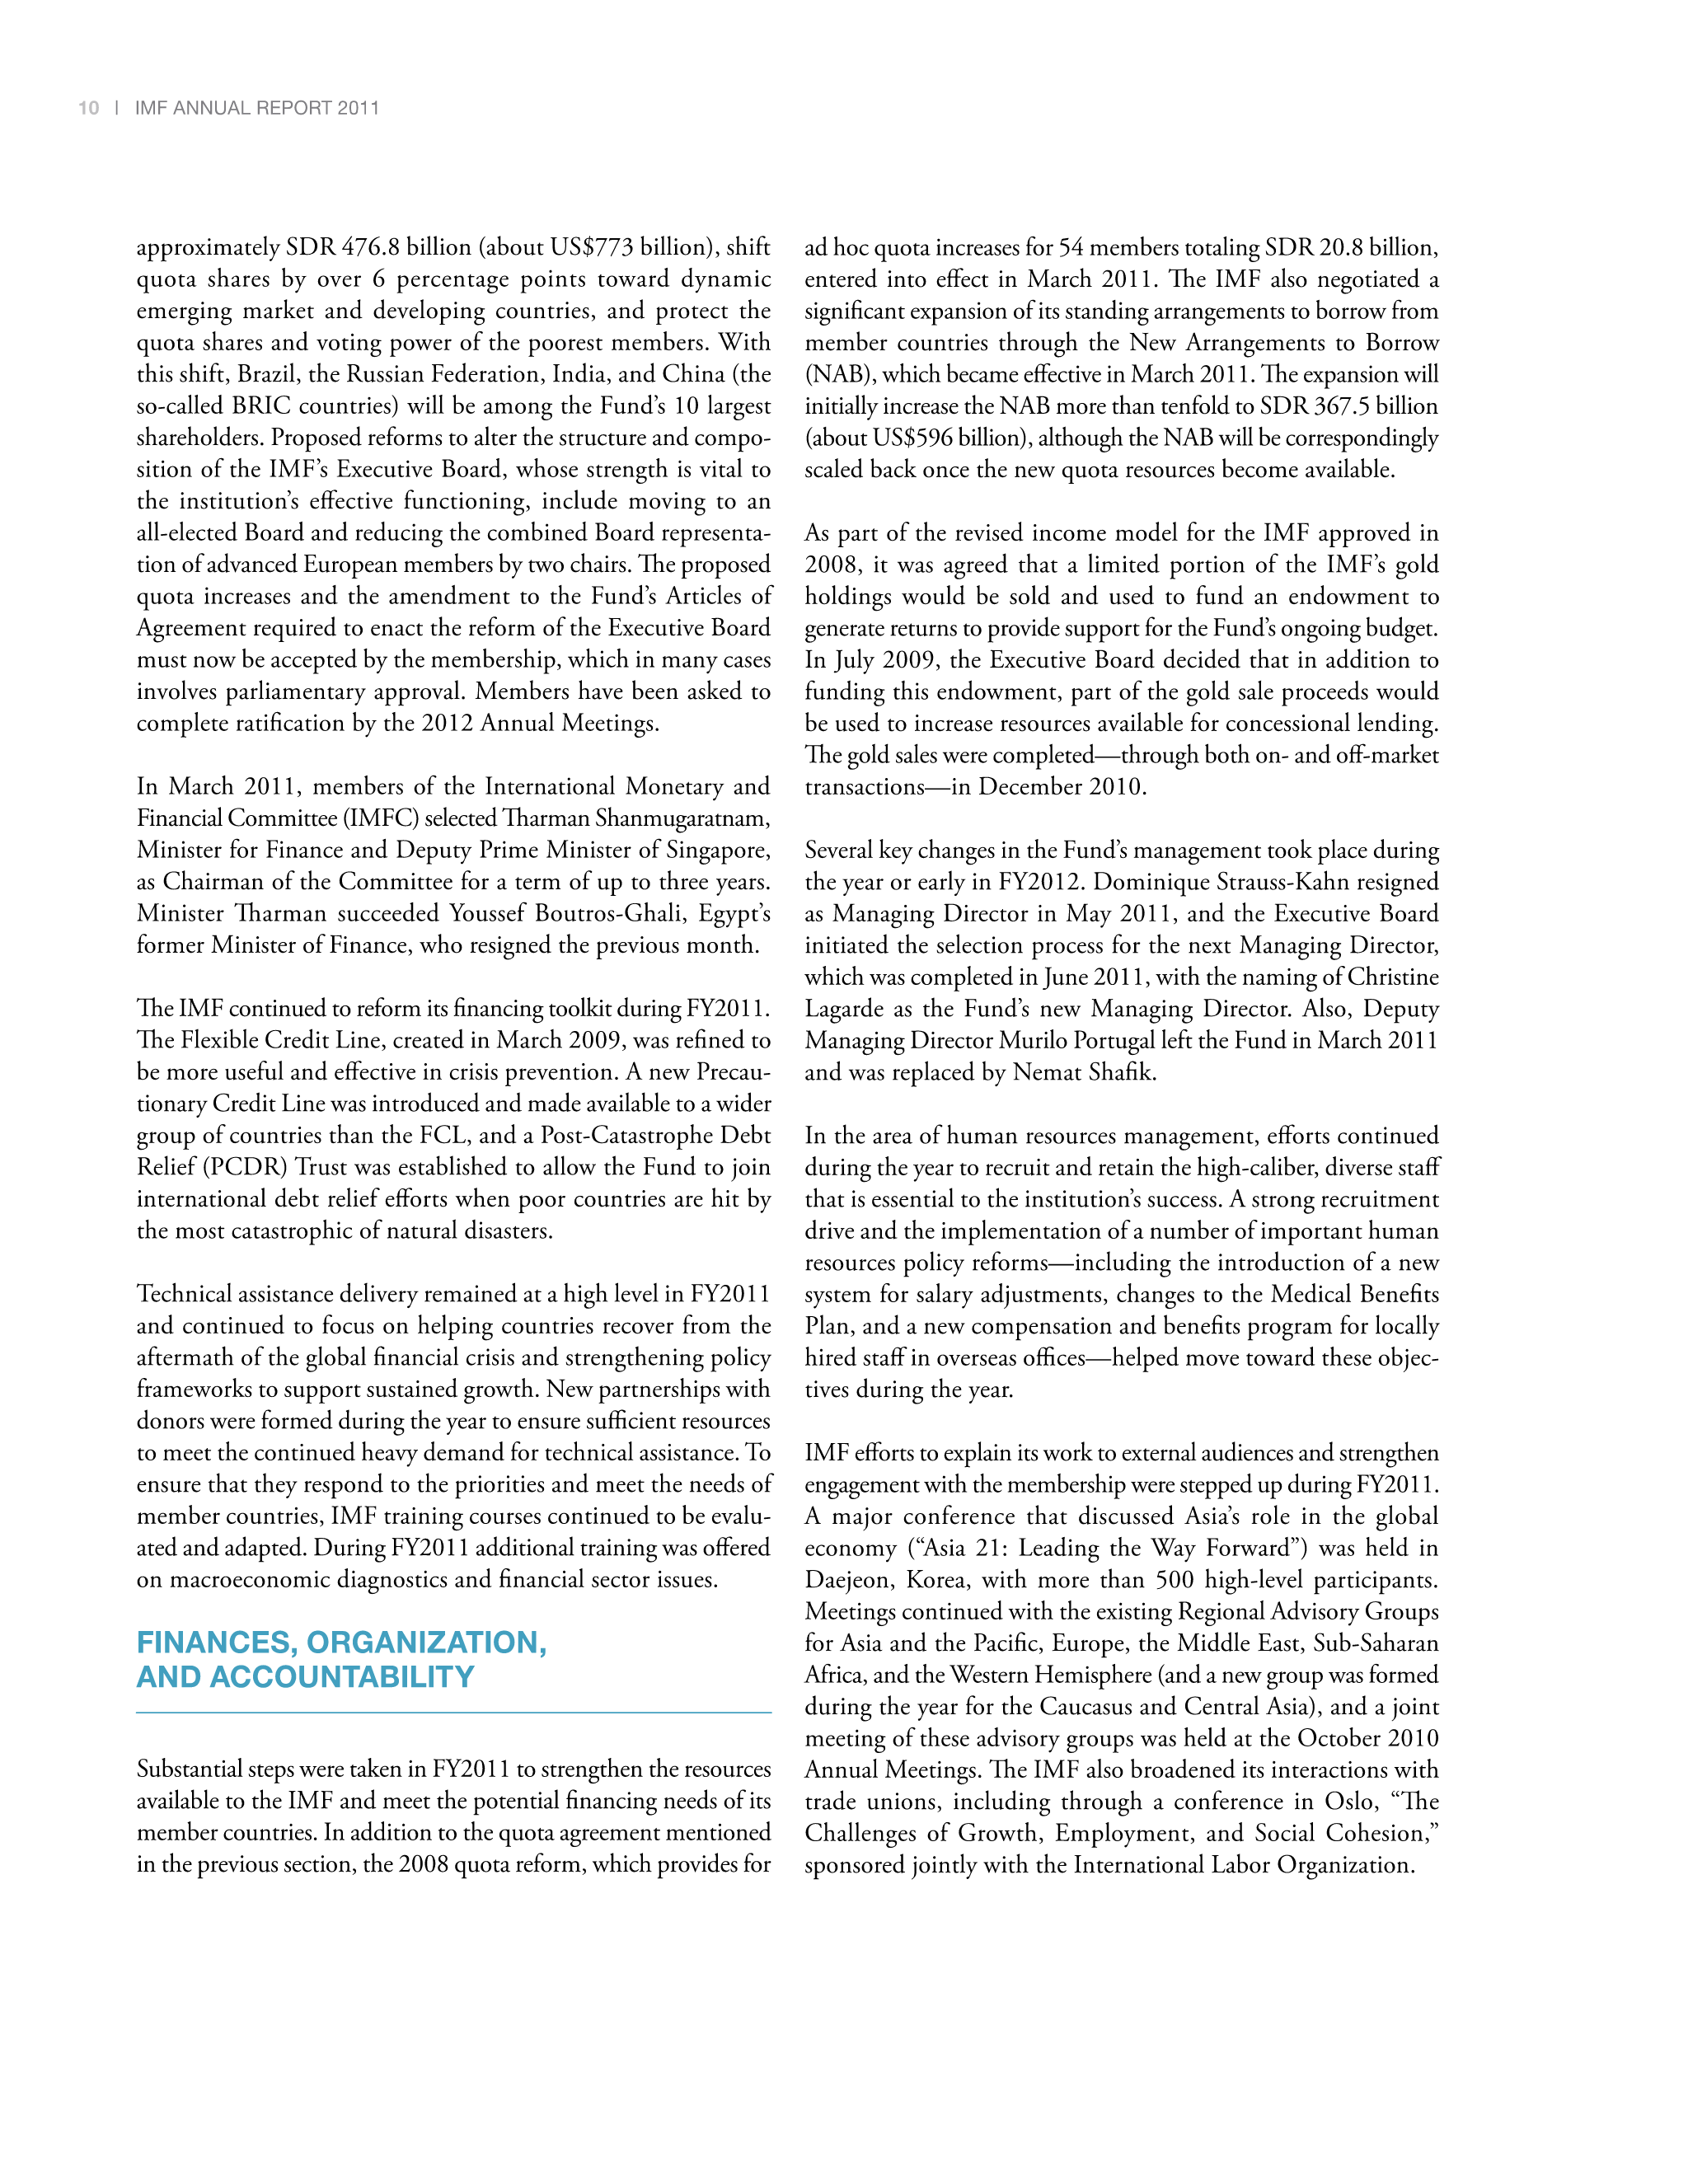 10 | IMF ANNUAL REPORT 2011
approximately SDR 476.8 billion (about US$773 billion), shift
quota shares by over 6 percentage points toward dynamic
emerging market and developing countries, and protect the
quota shares and voting power of the poorest members. With
this shift, Brazil, the Russian Federation, India, and China (the
so-called BRIC countries) will be among the Fund’s 10 largest
shareholders. Proposed reforms to alter the structure and compo-
sition of the IMF’s Executive Board, whose strength is vital to
the institution’s effective functioning, include moving to an
all-elected Board and reducing the combined Board representa-
tion of advanced European members by two chairs. The proposed
quota increases and the amendment to the Fund’s Articles of
Agreement required to enact the reform of the Executive Board
must now be accepted by the membership, which in many cases
involves parliamentary approval. Members have been asked to
complete ratification by the 2012 Annual Meetings.
In March 2011, members of the International Monetary and
Financial Committee (IMFC) selected Tharman Shanmugaratnam,
Minister for Finance and Deputy Prime Minister of Singapore,
as Chairman of the Committee for a term of up to three years.
Minister Tharman succeeded Youssef Boutros-Ghali, Egypt’s
former Minister of Finance, who resigned the previous month.
The IMF continued to reform its financing toolkit during FY2011.
The Flexible Credit Line, created in March 2009, was refined to
be more useful and effective in crisis prevention. A new Precau-
tionary Credit Line was introduced and made available to a wider
group of countries than the FCL, and a Post-Catastrophe Debt
Relief (PCDR) Trust was established to allow the Fund to join
international debt relief efforts when poor countries are hit by
the most catastrophic of natural disasters.
Technical assistance delivery remained at a high level in FY2011
and continued to focus on helping countries recover from the
aftermath of the global financial crisis and strengthening policy
frameworks to support sustained growth. New partnerships with
donors were formed during the year to ensure sufficient resources
to meet the continued heavy demand for technical assistance. To
ensure that they respond to the priorities and meet the needs of
member countries, IMF training courses continued to be evalu-
ated and adapted. During FY2011 additional training was offered
on macroeconomic diagnostics and financial sector issues.
FINANCES, ORGANIZATION,
AND ACCOUNTABILITY
Substantial steps were taken in FY2011 to strengthen the resources
available to the IMF and meet the potential financing needs of its
member countries. In addition to the quota agreement mentioned
in the previous section, the 2008 quota reform, which provides for
ad hoc quota increases for 54 members totaling SDR 20.8 billion,
entered into effect in March 2011. The IMF also negotiated a
significant expansion of its standing arrangements to borrow from
member countries through the New Arrangements to Borrow
(NAB), which became effective in March 2011. The expansion will
initially increase the NAB more than tenfold to SDR 367.5 billion
(about US$596 billion), although the NAB will be correspondingly
scaled back once the new quota resources become available.
As part of the revised income model for the IMF approved in
2008, it was agreed that a limited portion of the IMF’s gold
holdings would be sold and used to fund an endowment to
generate returns to provide support for the Fund’s ongoing budget.
In July 2009, the Executive Board decided that in addition to
funding this endowment, part of the gold sale proceeds would
be used to increase resources available for concessional lending.
The gold sales were completed—through both on- and off-market
transactions—in December 2010.
Several key changes in the Fund’s management took place during
the year or early in FY2012. Dominique Strauss-Kahn resigned
as Managing Director in May 2011, and the Executive Board
initiated the selection process for the next Managing Director,
which was completed in June 2011, with the naming of Christine
Lagarde as the Fund’s new Managing Director. Also, Deputy
Managing Director Murilo Portugal left the Fund in March 2011
and was replaced by Nemat Shafik.
In the area of human resources management, efforts continued
during the year to recruit and retain the high-caliber, diverse staff
that is essential to the institution’s success. A strong recruitment
drive and the implementation of a number of important human
resources policy reforms—including the introduction of a new
system for salary adjustments, changes to the Medical Benefits
Plan, and a new compensation and benefits program for locally
hired staff in overseas offices—helped move toward these objec-
tives during the year.
IMF efforts to explain its work to external audiences and strengthen
engagement with the membership were stepped up during FY2011.
A major conference that discussed Asia’s role in the global
economy (“Asia 21: Leading the Way Forward”) was held in
Daejeon, Korea, with more than 500 high-level participants.
Meetings continued with the existing Regional Advisory Groups
for Asia and the Pacific, Europe, the Middle East, Sub-Saharan
Africa, and the Western Hemisphere (and a new group was formed
during the year for the Caucasus and Central Asia), and a joint
meeting of these advisory groups was held at the October 2010
Annual Meetings. The IMF also broadened its interactions with
trade unions, including through a conference in Oslo, “The
Challenges of Growth, Employment, and Social Cohesion,”
sponsored jointly with the International Labor Organization.